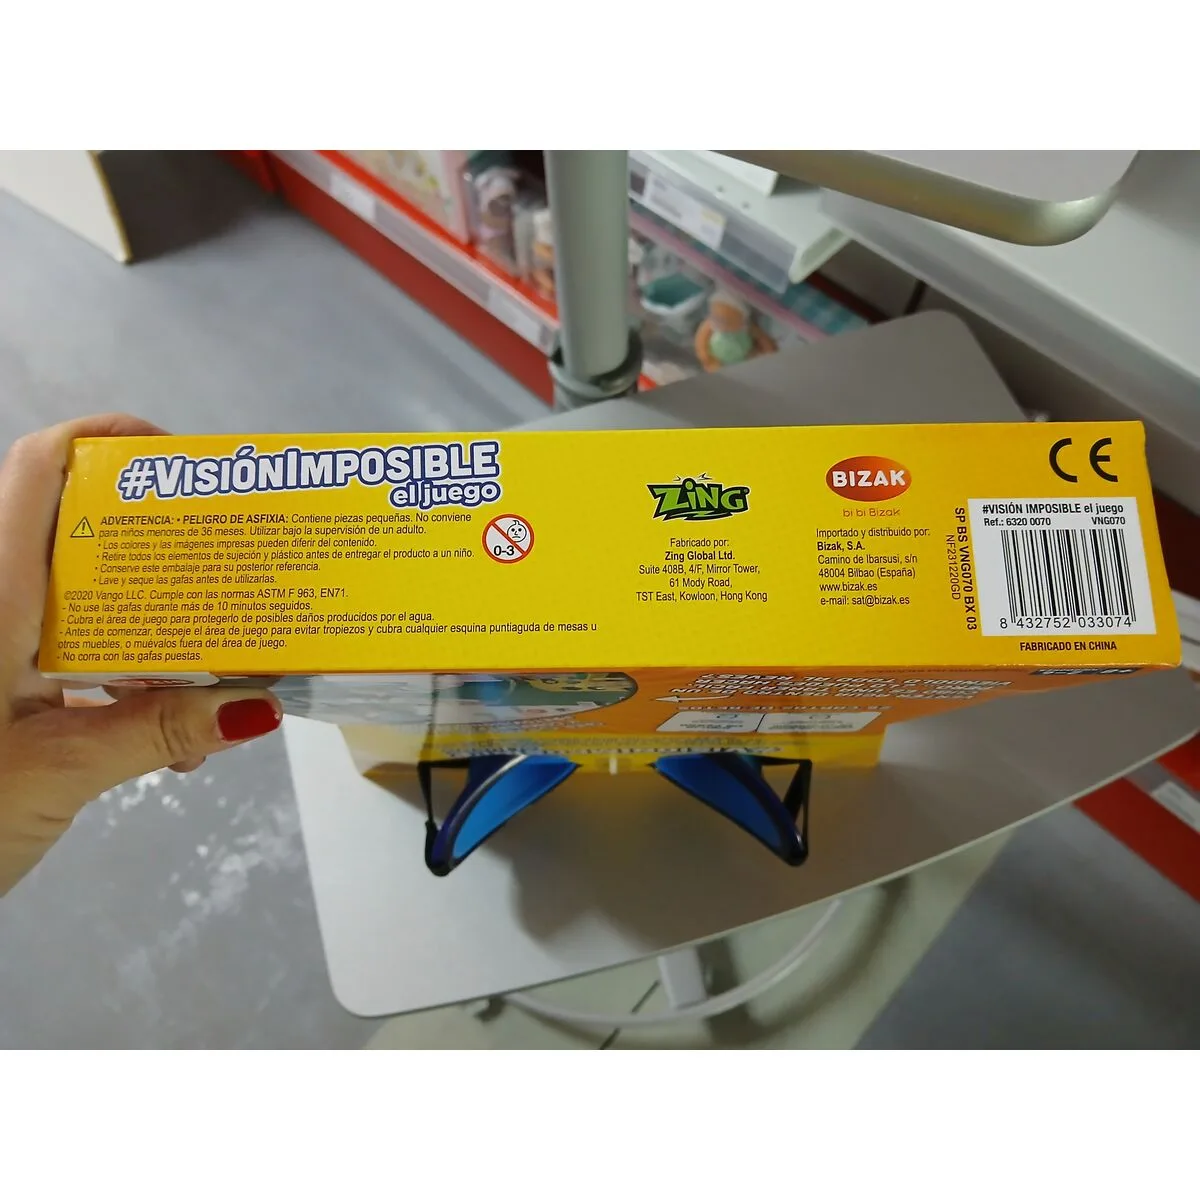 #VISIÓNIMPOSIBLE
el juego
ADVERTENCIA: • PELIGRO DE ASFIXIA: Contiene piezas pequeñas. No conviene
para niños menores de 36 meses. Utilizar bajo la supervisión de un adulto.
• Los colores y las imágenes impresas pueden diferir del contenido.
• Retire todos los elementos de sujeción y plástico antes de entregar el producto a un niño.
• Conserve este embalaje para su posterior referencia.
• Lave y seque las gafas antes de utilizarlas.
©2020 Vango LLC. Cumple con las normas ASTM F 963, EN71.
- No use las gafas durante más de 10 minutos seguidos.
- Cubra el área de juego para protegerlo de posibles daños producidos por el agua.
- Antes de comenzar, despeje el área de juego para evitar tropiezos y cubra cualquier esquina puntiaguda de mesas u
otros muebles, o muévalos fuera del área de juego.
- No corra con las gafas puestas.
0-3
ZING
Fabricado por:
Zing Global Ltd.
Suite 408B, 4/F, Mirror Tower,
61 Mody Road,
TST East, Kowloon, Hong Kong
BIZAK
bi bi Bizak
Importado y distribuido por:
Bizak, S.A.
Camino de Ibarsusi, s/n
48004 Bilbao (España)
www.bizak.es
e-mail: sat@bizak.es
SP BS VNG070 BX 03
NF231220GD
CE
#VISIÓN IMPOSIBLE el juego
Ref.: 6320 0070 VNG070
8 432752 033074
FABRICADO EN CHINA